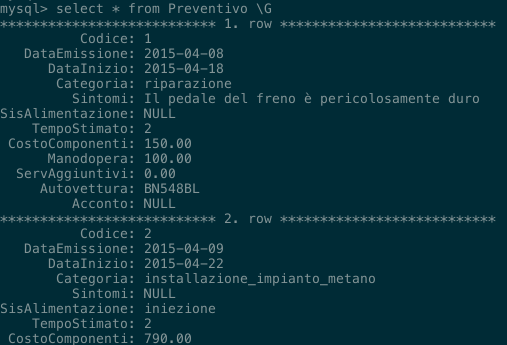 mysql> select * from Preventivo \G
*************************** 1. row ***************************
Codice: 1
DataEmissione: 2015-04-08
DataInizio: 2015-04-18
Categoria: riparazione
Sintomi: Il pedale del freno è pericolosamente duro
SisAlimentazione: NULL
TempoStimato: 2
CostoComponenti: 150.00
Manodopera: 100.00
ServAggiuntivi: 0.00
Autovettura: BN548BL
Acconto: NULL
*************************** 2. row ***************************
Codice: 2
DataEmissione: 2015-04-09
DataInizio: 2015-04-22
Categoria: installazione_impianto_metano
Sintomi: NULL
SisAlimentazione: iniezione
TempoStimato: 2
CostoComponenti: 790.00